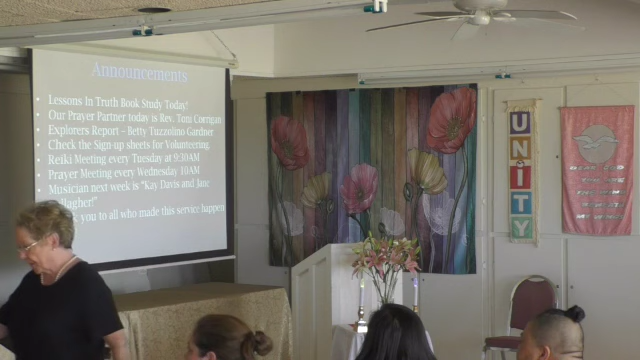 Announcements
• Lessons In Truth Book Study Today*
• Our Prayer Partner today is Rev. Tom Corrigan
• Explorers Report – Betty Tuzzolino Gardner
• Check the Sign-up sheets for Volunteering.
• Reiki Meeting every Tuesday at 9:30AM
• Prayer Meeting every Wednesday 10AM
• Musician next week is "Kay Davis and Jane
llagher!"
k you to all who made this service happen
UNITY